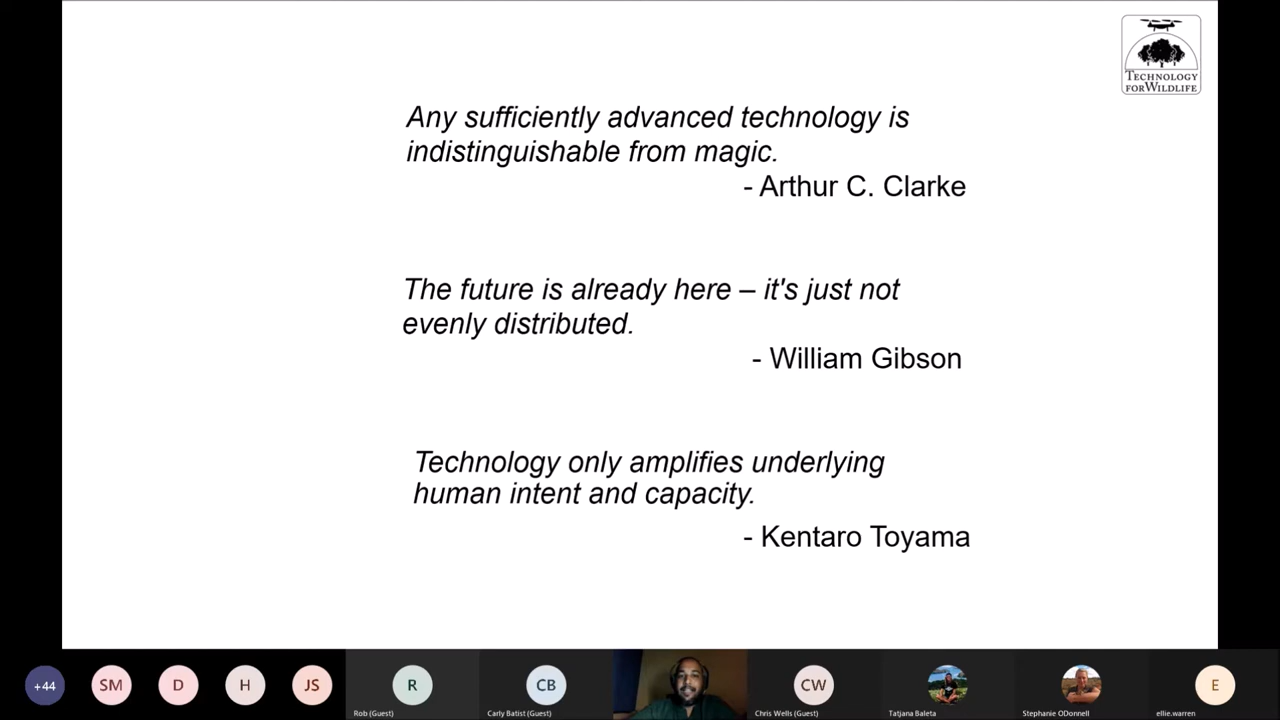 TECHNOLOGY
FORWILDLIFE
Any sufficiently advanced technology is
indistinguishable from magic.
- Arthur C. Clarke
The future is already here – it's just not
evenly distributed.
- William Gibson
Technology only amplifies underlying
human intent and capacity.
- Kentaro Toyama
+44
SM
D
H
JS
R
CB
CW
E
Rob (Guest)
Carly Batist (Guest)
Chris Wells (Guest)
Tatjana Baleta
Stephanie ODonnell
ellie.warren